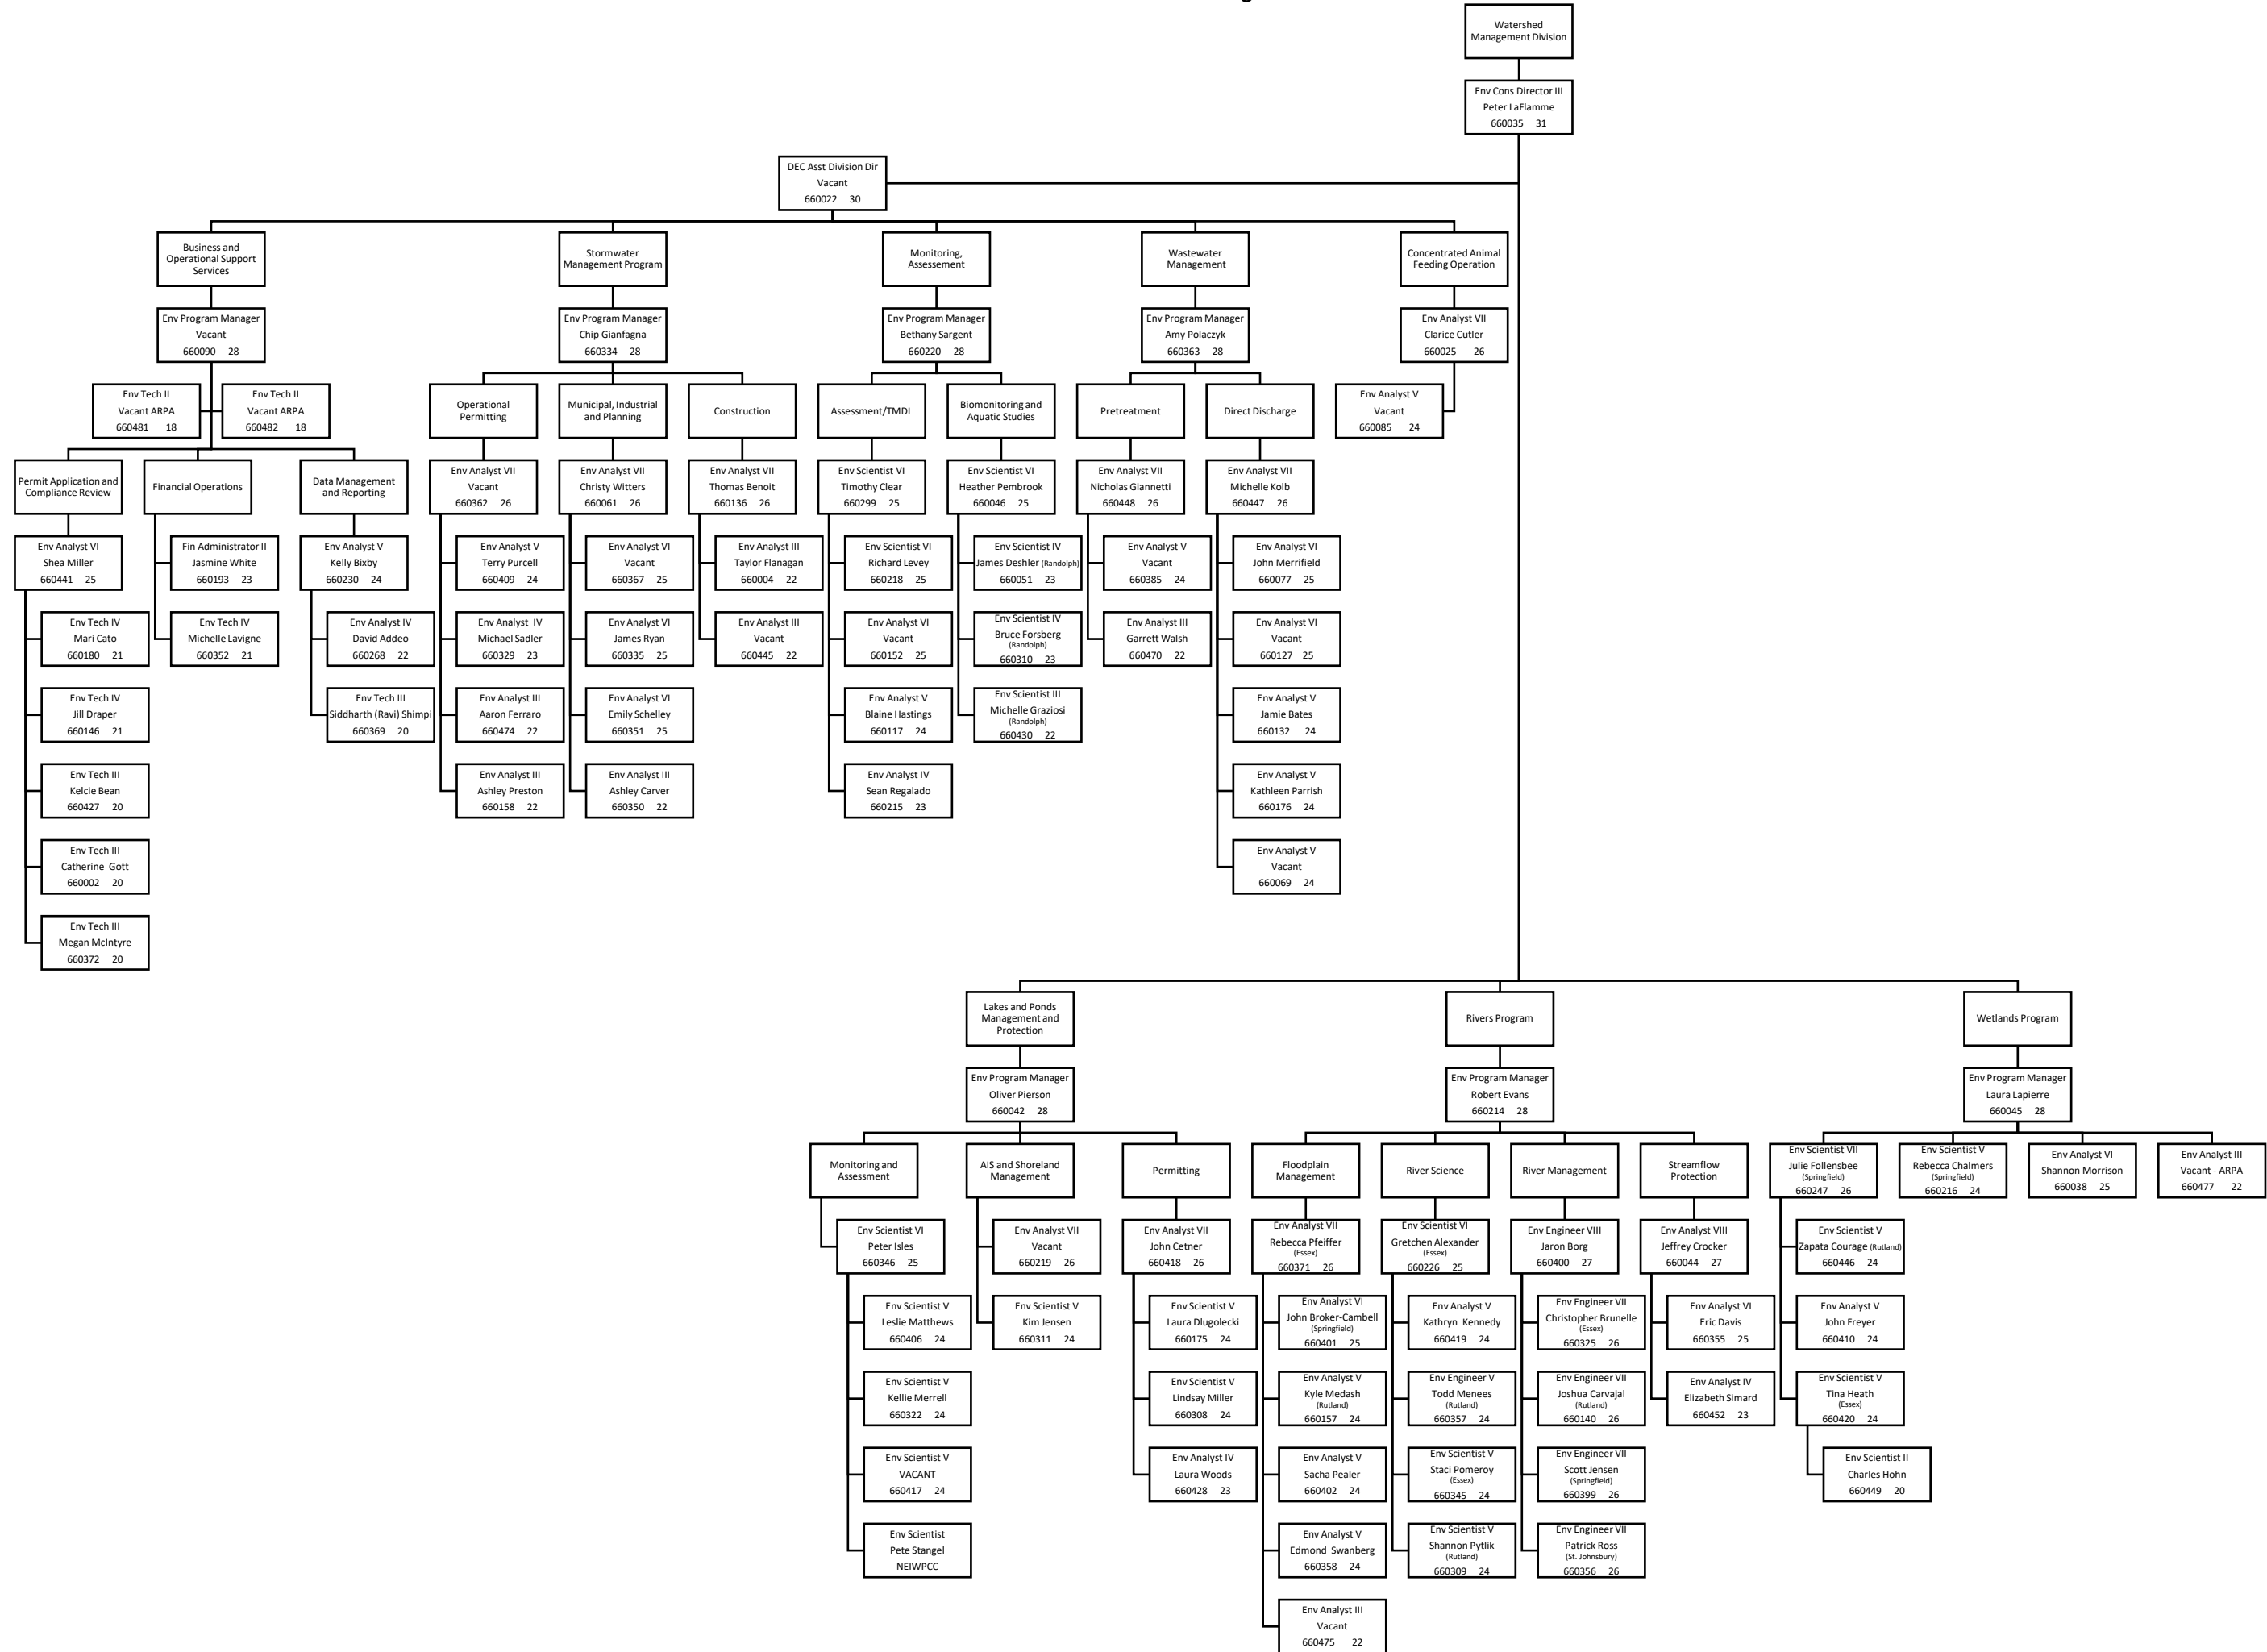 Watershed
Management Division
Env Cons Director III
Peter LaFlamme
660035 31
DEC Asst Division Dir
Vacant
660022 30
Business and
Operational Support
Services
Env Program Manager
Vacant
660090 28
Env Tech II
Vacant ARPA
660481 18
Env Tech II
Vacant ARPA
660482 18
Permit Application and
Compliance Review
Env Analyst VI
Shea Miller
660441 25
Env Tech IV
Mari Cato
660180 21
Env Tech IV
Jill Draper
660146 21
Env Tech III
Kelcie Bean
660427 20
Env Tech III
Catherine Gott
660002 20
Env Tech III
Megan McIntyre
660372 20
Financial Operations
Fin Administrator II
Jasmine White
660193 23
Env Tech IV
Michelle Lavigne
660352 21
Data Management
and Reporting
Env Analyst V
Kelly Bixby
660230 24
Env Analyst IV
David Addeo
660268 22
Env Tech III
Siddharth (Ravi) Shimpi
660369 20
Stormwater
Management Program
Env Program Manager
Chip Gianfagna
660334 28
Operational
Permitting
Env Analyst VII
Vacant
660362 26
Env Analyst V
Terry Purcell
660409 24
Env Analyst IV
Michael Sadler
660329 23
Env Analyst III
Aaron Ferraro
660474 22
Env Analyst III
Ashley Preston
660158 22
Municipal, Industrial
and Planning
Env Analyst VII
Christy Witters
660061 26
Env Analyst VI
Vacant
660367 25
Env Analyst VI
James Ryan
660335 25
Env Analyst VI
Emily Schelley
660351 25
Env Analyst III
Ashley Carver
660350 22
Construction
Env Analyst VII
Thomas Benoit
660136 26
Env Analyst III
Taylor Flanagan
660004 22
Env Analyst III
Vacant
660445 22
Monitoring,
Assessement
Env Program Manager
Bethany Sargent
660220 28
Assessment/TMDL
Env Scientist VI
Timothy Clear
660299 25
Env Scientist VI
Richard Levey
660218 25
Env Analyst VI
Vacant
660152 25
Env Analyst V
Blaine Hastings
660117 24
Env Analyst IV
Sean Regalado
660215 23
Biomonitoring and
Aquatic Studies
Env Scientist VI
Heather Pembrook
660046 25
Env Scientist IV
James Deshler (Randolph)
660051 23
Env Scientist IV
Bruce Forsberg
(Randolph)
660310 23
Env Scientist III
Michelle Graziosi
(Randolph)
660430 22
Wastewater
Management
Env Program Manager
Amy Polaczyk
660363 28
Pretreatment
Env Analyst VII
Nicholas Giannetti
660448 26
Env Analyst V
Vacant
660385 24
Env Analyst III
Garrett Walsh
660470 22
Direct Discharge
Env Analyst VII
Michelle Kolb
660447 26
Env Analyst VI
John Merrifield
660077 25
Env Analyst VI
Vacant
660127 25
Env Analyst V
Jamie Bates
660132 24
Env Analyst V
Kathleen Parrish
660176 24
Env Analyst V
Vacant
660069 24
Concentrated Animal
Feeding Operation
Env Analyst VII
Clarice Cutler
660025 26
Env Analyst V
Vacant
660085 24
Lakes and Ponds
Management and
Protection
Env Program Manager
Oliver Pierson
660042 28
Monitoring and
Assessment
Env Scientist VI
Peter Isles
660346 25
Env Scientist V
Leslie Matthews
660406 24
Env Scientist V
Kellie Merrell
660322 24
Env Scientist V
VACANT
660417 24
Env Scientist
Pete Stangel
NEIWPCC
AIS and Shoreland
Management
Env Analyst VII
Vacant
660219 26
Env Scientist V
Kim Jensen
660311 24
Permitting
Env Analyst VII
John Cetner
660418 26
Env Scientist V
Laura Dlugolecki
660175 24
Env Scientist V
Lindsay Miller
660308 24
Env Analyst IV
Laura Woods
660428 23
Rivers Program
Env Program Manager
Robert Evans
660214 28
Floodplain
Management
Env Analyst VII
Rebecca Pfeiffer
(Essex)
660371 26
Env Analyst VI
John Broker-Cambell
(Springfield)
660401 25
Env Analyst V
Kyle Medash
(Rutland)
660157 24
Env Analyst V
Sacha Pealer
660402 24
Env Analyst V
Edmond Swanberg
660358 24
Env Analyst III
Vacant
660475 22
River Science
Env Scientist VI
Gretchen Alexander
(Essex)
660226 25
Env Analyst V
Kathryn Kennedy
660419 24
Env Engineer V
Todd Menees
(Rutland)
660357 24
Env Scientist V
Staci Pomeroy
(Essex)
660345 24
Env Scientist V
Shannon Pytlik
(Rutland)
660309 24
River Management
Env Engineer VIII
Jaron Borg
660400 27
Env Engineer VII
Christopher Brunelle
(Essex)
660325 26
Env Engineer VII
Joshua Carvajal
(Rutland)
660140 26
Env Engineer VII
Scott Jensen
(Springfield)
660399 26
Env Engineer VII
Patrick Ross
(St. Johnsbury)
660356 26
Streamflow
Protection
Env Analyst VIII
Jeffrey Crocker
660044 27
Env Analyst VI
Eric Davis
660355 25
Env Analyst IV
Elizabeth Simard
660452 23
Wetlands Program
Env Program Manager
Laura Lapierre
660045 28
Env Scientist VII
Julie Follensbee
(Springfield)
660247 26
Env Scientist V
Zapata Courage (Rutland)
660446 24
Env Analyst V
John Freyer
660410 24
Env Scientist V
Tina Heath
(Essex)
660420 24
Env Scientist II
Charles Hohn
660449 20
Env Scientist V
Rebecca Chalmers
(Springfield)
660216 24
Env Analyst VI
Shannon Morrison
660038 25
Env Analyst III
Vacant - ARPA
660477 22